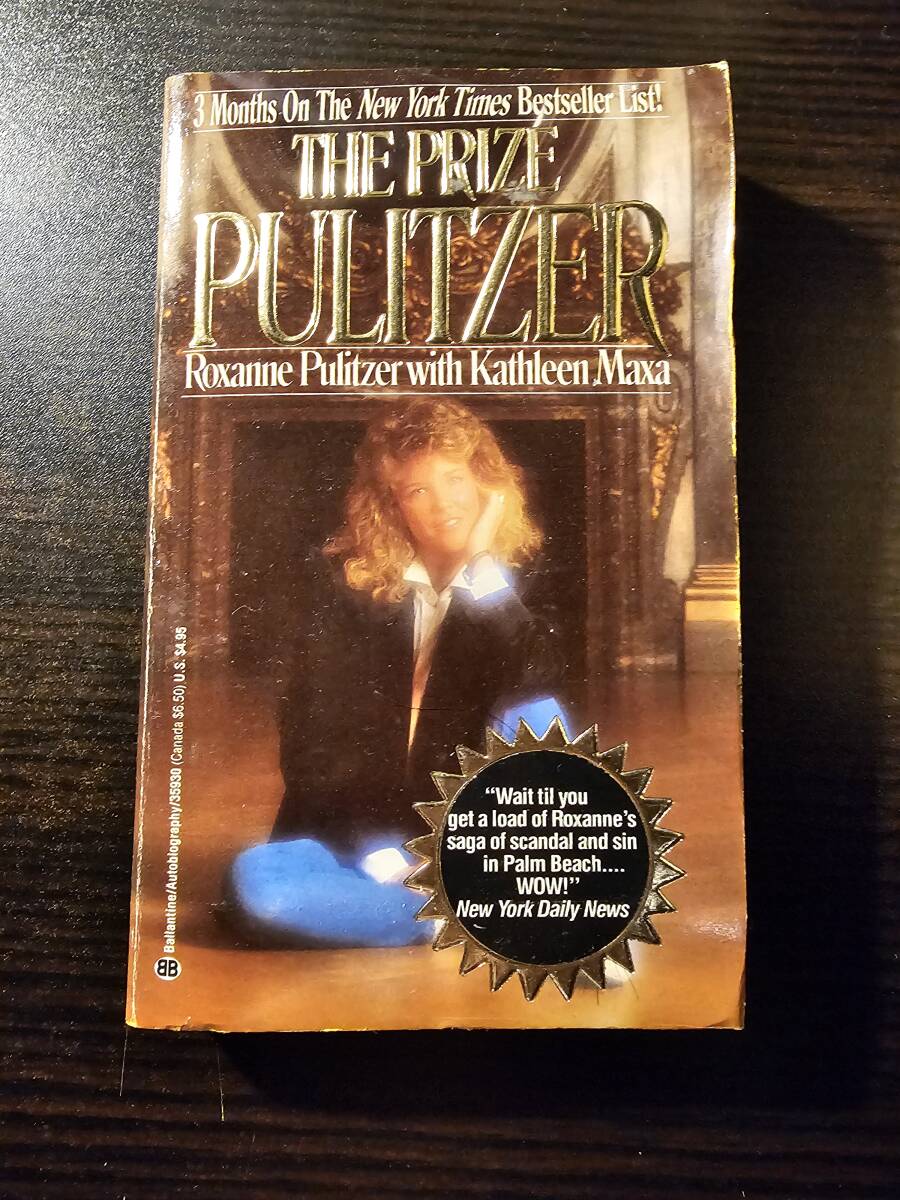 3 Months On The New York Times Bestseller List!
THE PRIZE
PULITZER
Roxanne Pulitzer with Kathleen Maxa
"Wait til you
get a load of Roxanne's
saga of scandal and sin
in Palm Beach....
WOW!"
New York Daily News
BB Ballantine/Autobiography/35930 (Canada $6.50) U.S. $4.95